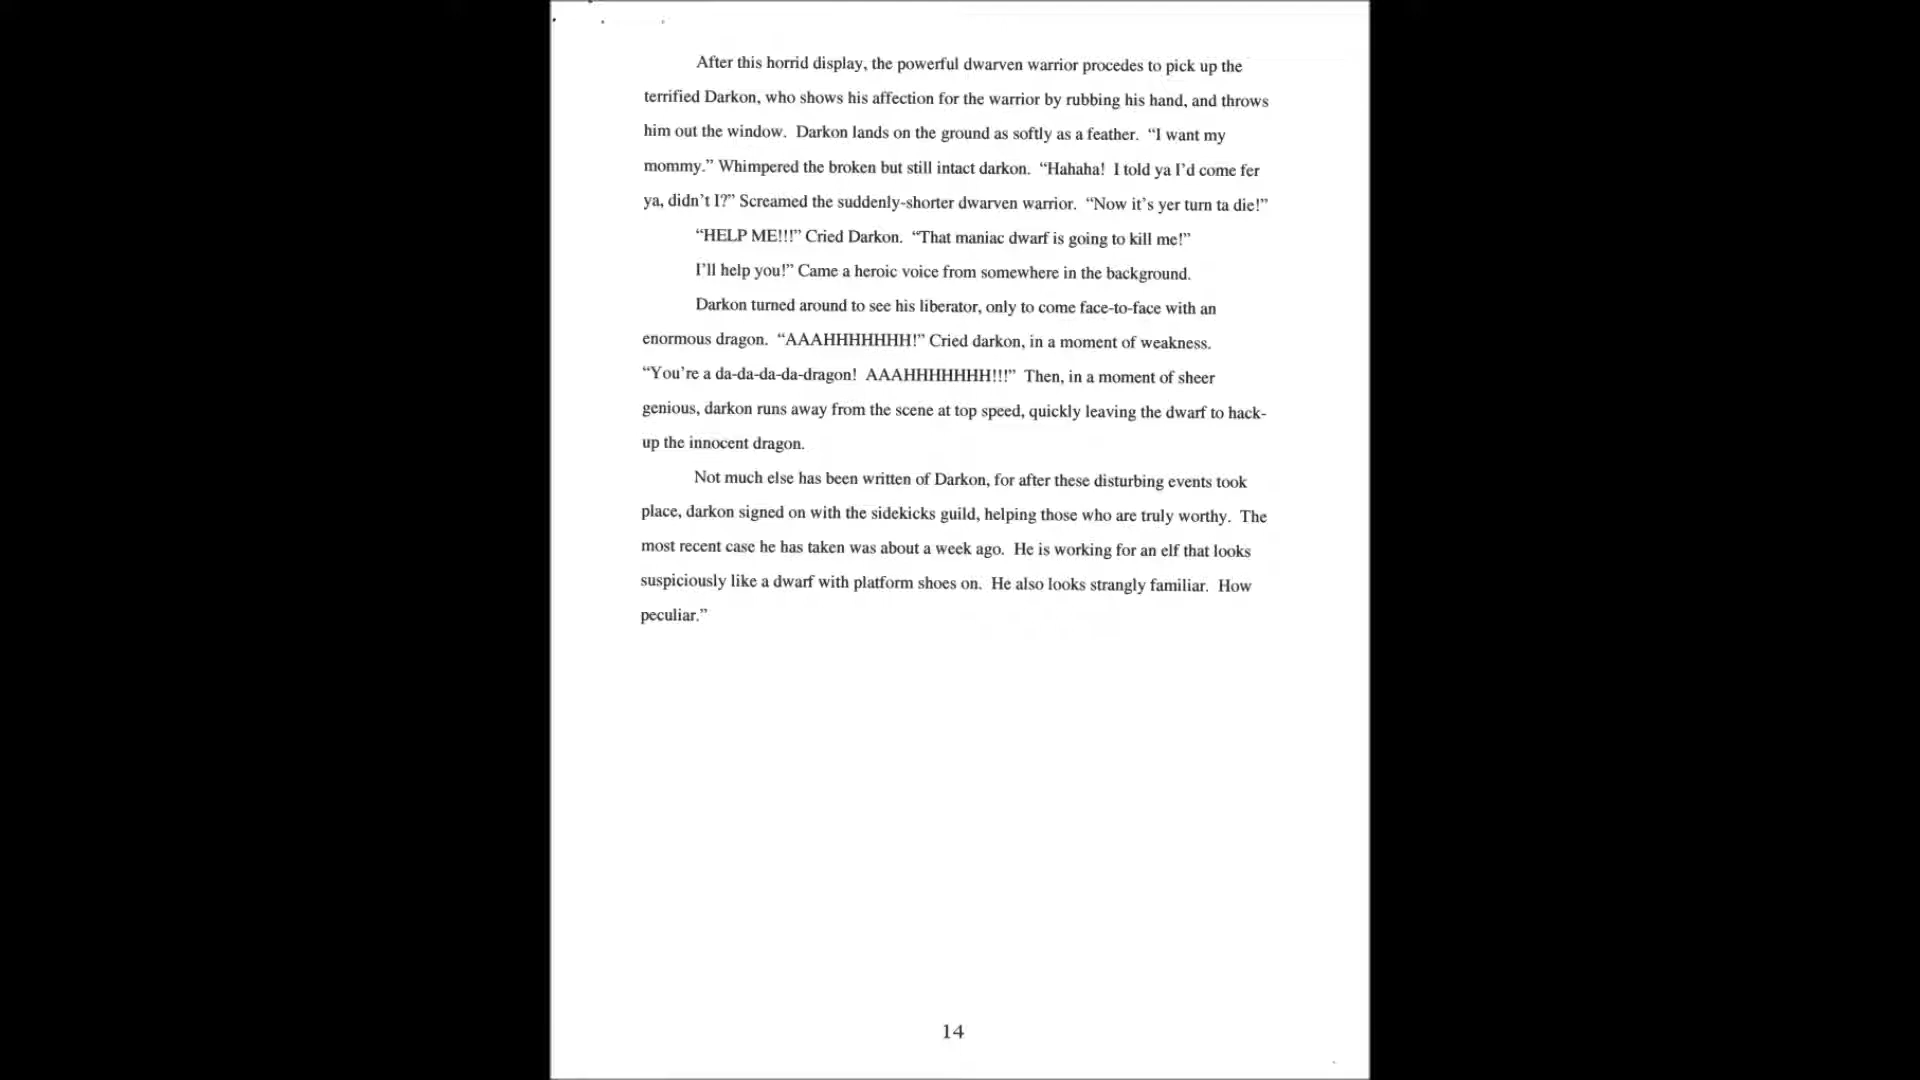 After this horrid display, the powerful dwarven warrior procedes to pick up the
terrified Darkon, who shows his affection for the warrior by rubbing his hand, and throws
him out the window.  Darkon lands on the ground as softly as a feather.  “I want my
mommy.” Whimpered the broken but still intact darkon.  “Hahaha!  I told ya I’d come fer
ya, didn’t I?” Screamed the suddenly-shorter dwarven warrior.  “Now it’s yer turn ta die!”
“HELP ME!!!” Cried Darkon.  “That maniac dwarf is going to kill me!”
I’ll help you!” Came a heroic voice from somewhere in the background.
Darkon turned around to see his liberator, only to come face-to-face with an
enormous dragon.  “AAAHHHHHHH!” Cried darkon, in a moment of weakness.
“You’re a da-da-da-da-dragon!  AAAHHHHHHH!!!”  Then, in a moment of sheer
genious, darkon runs away from the scene at top speed, quickly leaving the dwarf to hack-
up the innocent dragon.
Not much else has been written of Darkon, for after these disturbing events took
place, darkon signed on with the sidekicks guild, helping those who are truly worthy.  The
most recent case he has taken was about a week ago.  He is working for an elf that looks
suspiciously like a dwarf with platform shoes on.  He also looks strangly familiar.  How
peculiar.”
14